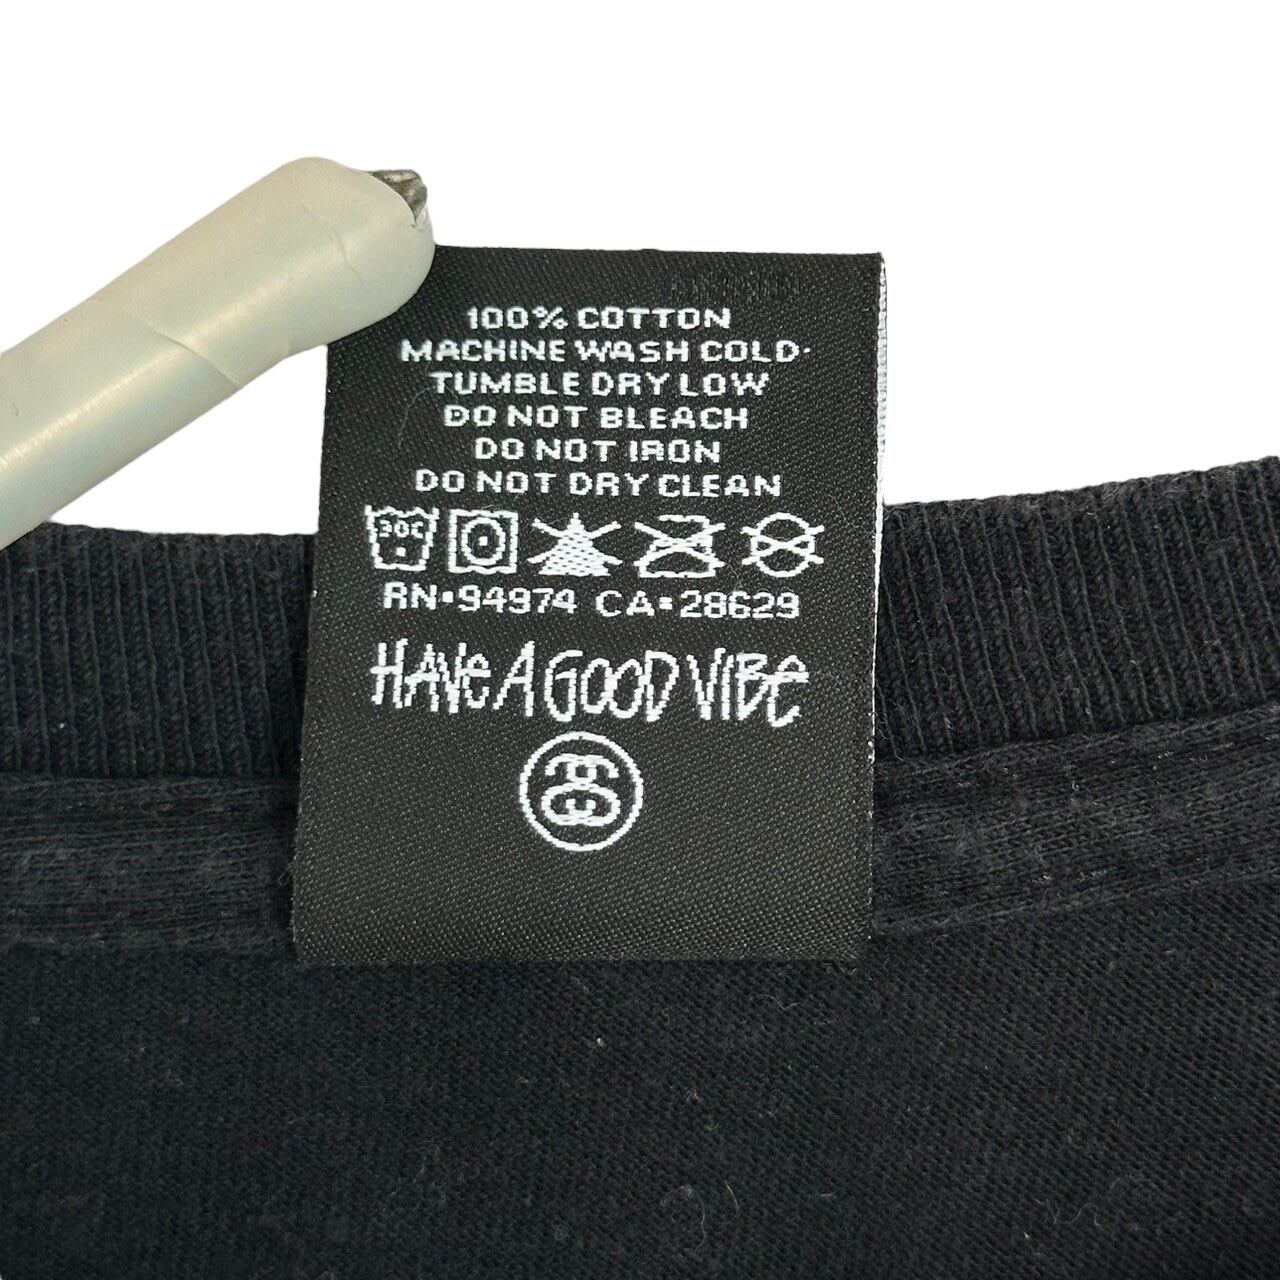 100% COTTON
MACHINE WASH COLD
TUMBLE DRY LOW
DO NOT BLEACH
DO NOT IRON
DO NOT DRY CLEAN
30C
RN•94974 CA•28629
HAVE A GOOD VIBE